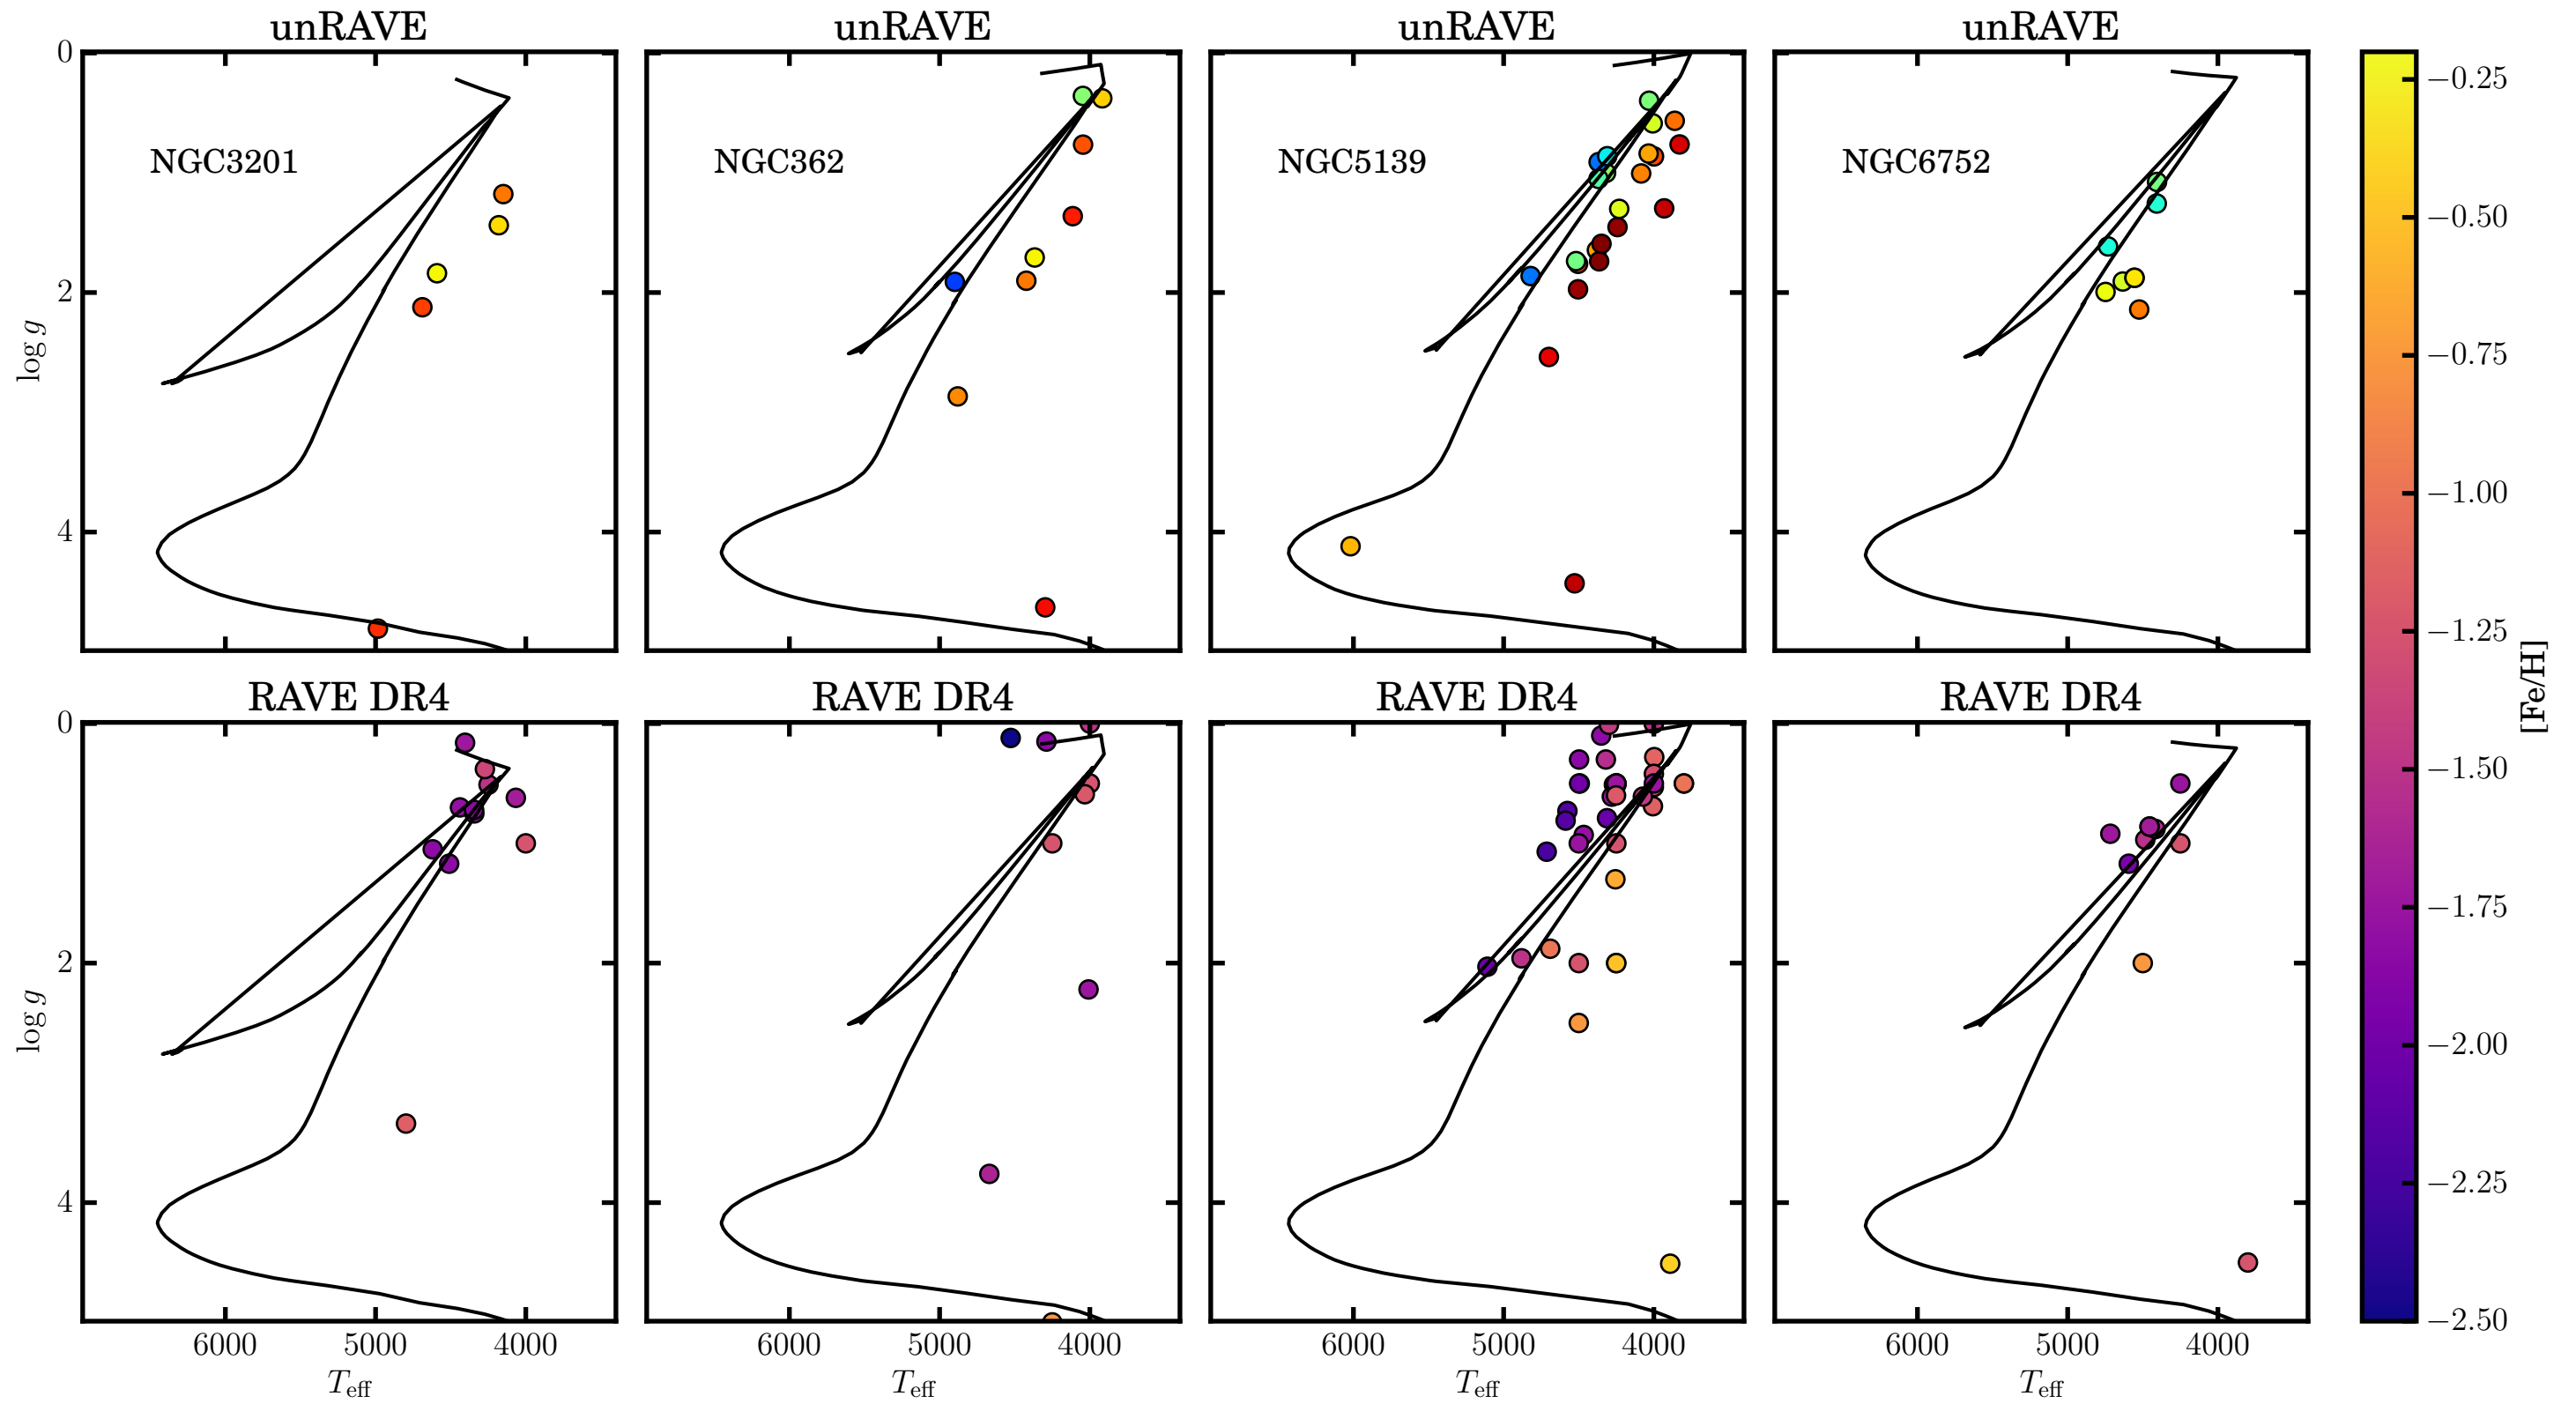 unRAVE unRAVE unRAVE unRAVE
NGC3201 NGC362 NGC5139 NGC6752
0
2
4
log g
RAVE DR4 RAVE DR4 RAVE DR4 RAVE DR4
0
2
4
log g
6000 5000 4000 6000 5000 4000 6000 5000 4000 6000 5000 4000
Teff Teff Teff Teff
−0.25
−0.50
−0.75
−1.00
−1.25
−1.50
−1.75
−2.00
−2.25
−2.50
[Fe/H]